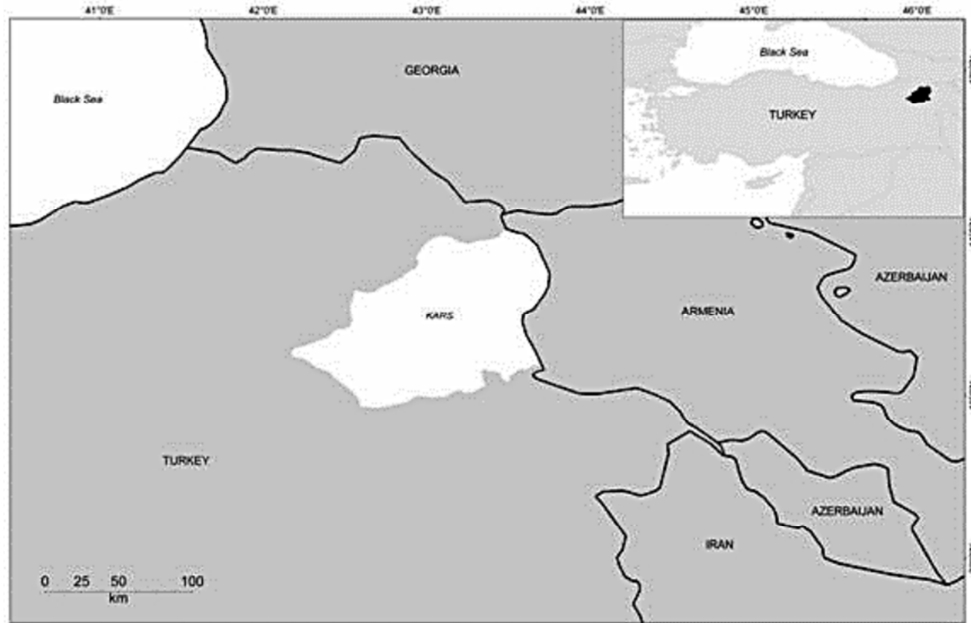 41°0'E 42°0'E 43°0'E 44°0'E 45°0'E 46°0'E
Black Sea
GEORGIA
Black Sea
TURKEY
KARS
ARMENIA
AZERBAIJAN
TURKEY
AZERBAIJAN
IRAN
0 25 50 100
km